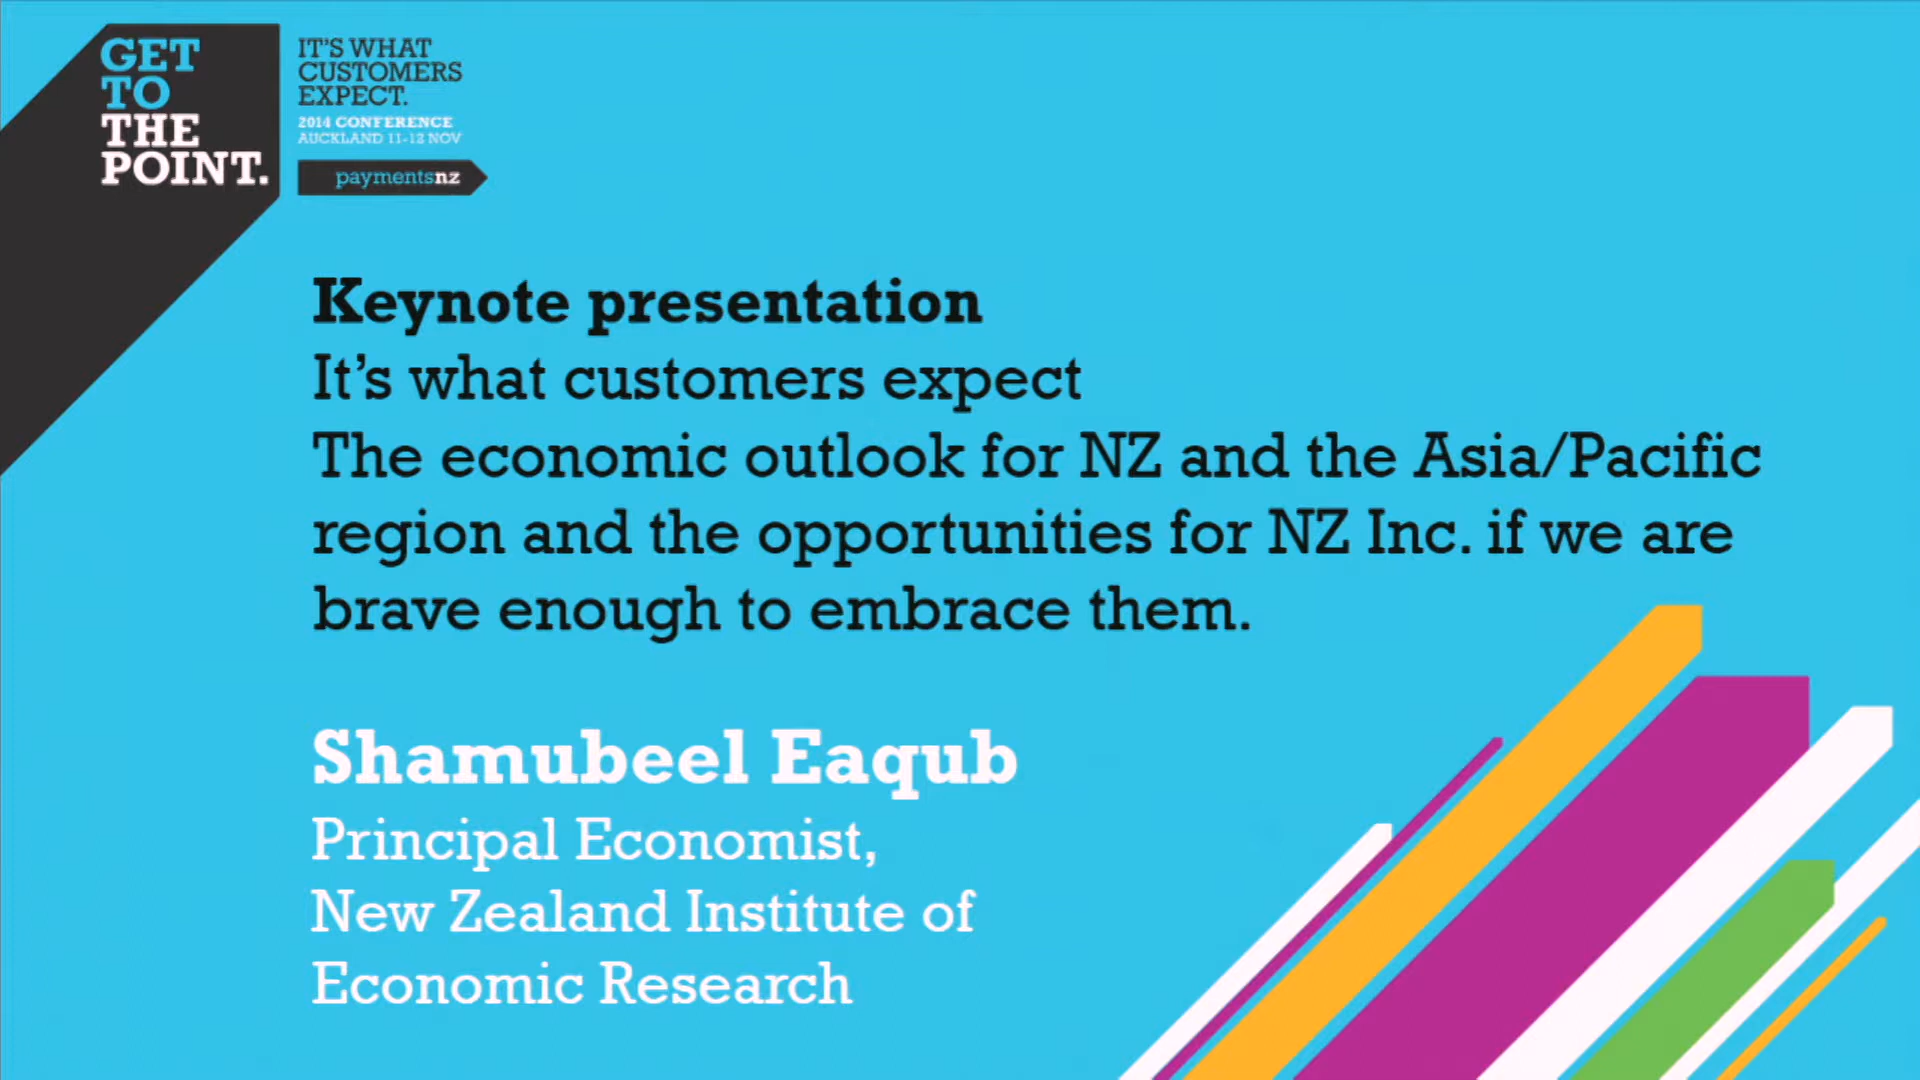 GET
TO
THE
POINT.
IT'S WHAT
CUSTOMERS
EXPECT.
2014 CONFERENCE
AUCKLAND 11-12 NOV
paymentsnz
Keynote presentation
It's what customers expect
The economic outlook for NZ and the Asia/Pacific
region and the opportunities for NZ Inc. if we are
brave enough to embrace them.
Shamubeel Eaqub
Principal Economist,
New Zealand Institute of
Economic Research